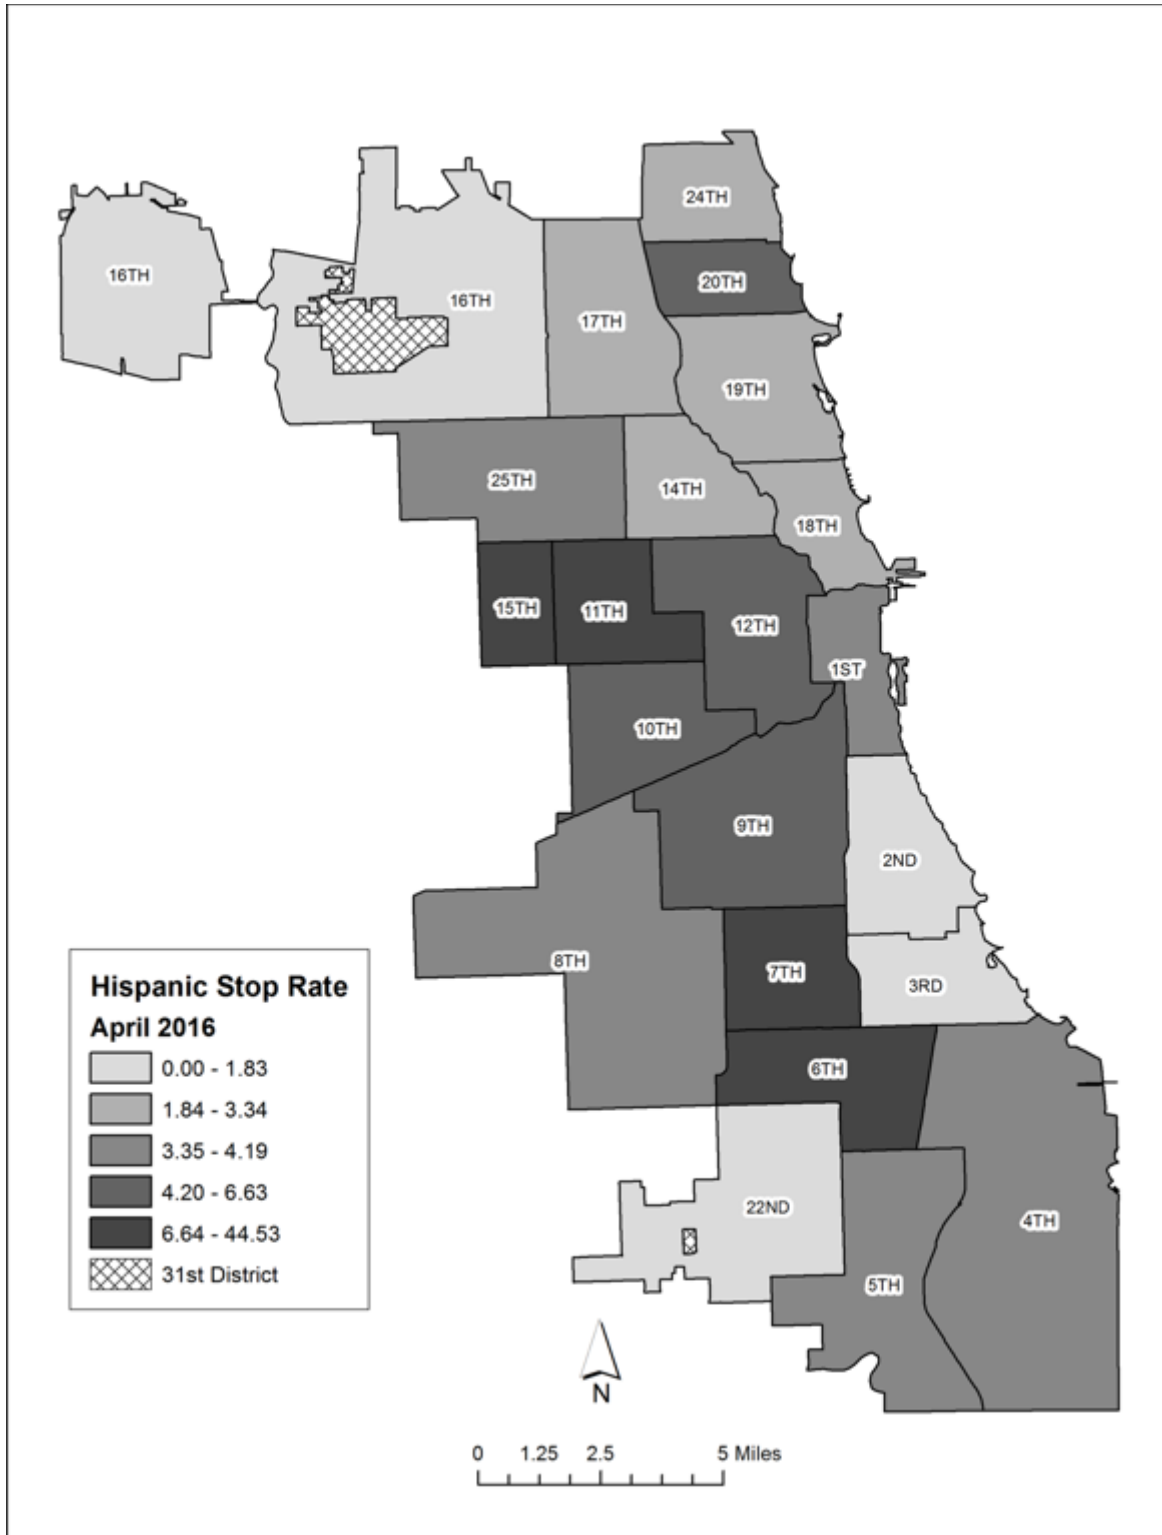 24TH
16TH
20TH
16TH
17TH
19TH
25TH
14TH
18TH
15TH
11TH
12TH
1ST
10TH
9TH
2ND
8TH
7TH
3RD
6TH
22ND
4TH
5TH
Hispanic Stop Rate
April 2016
0.00 - 1.83
1.84 - 3.34
3.35 - 4.19
4.20 - 6.63
6.64 - 44.53
31st District
N
0 1.25 2.5 5 Miles